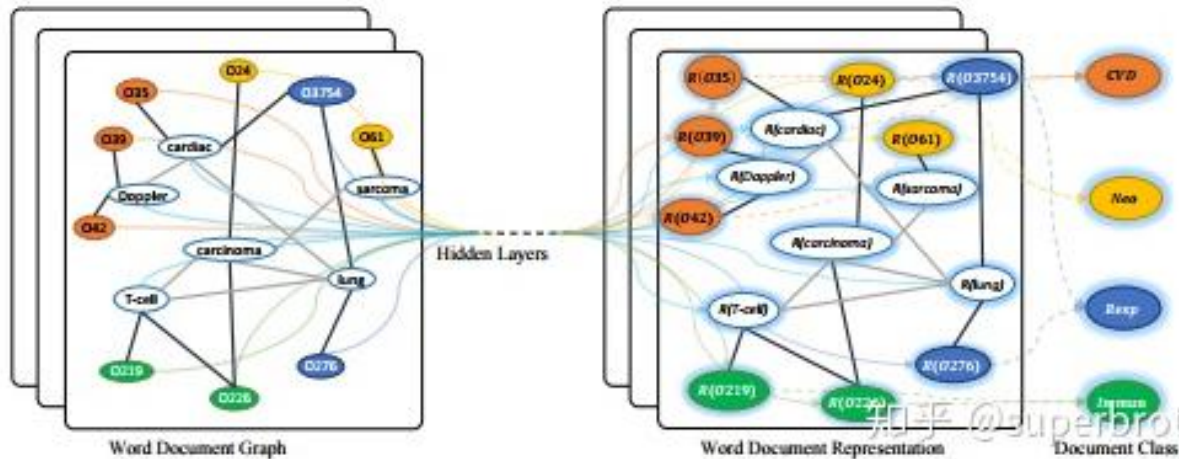 O24
O35
O3754
O39
O61
cardiac
Doppler
sarcoma
O42
carcinoma
lung
T-cell
O219
O276
O226
Word Document Graph
Hidden Layers
R(O35)
R(O24)
R(O3754)
R(O39)
R(cardiac)
R(O61)
R(Doppler)
R(sarcoma)
R(O42)
R(carcinoma)
R(lung)
R(T-cell)
R(O276)
R(O219)
Word Document Representation
CVD
Neo
Resp
Immun
Document Class
知乎 @superbrot